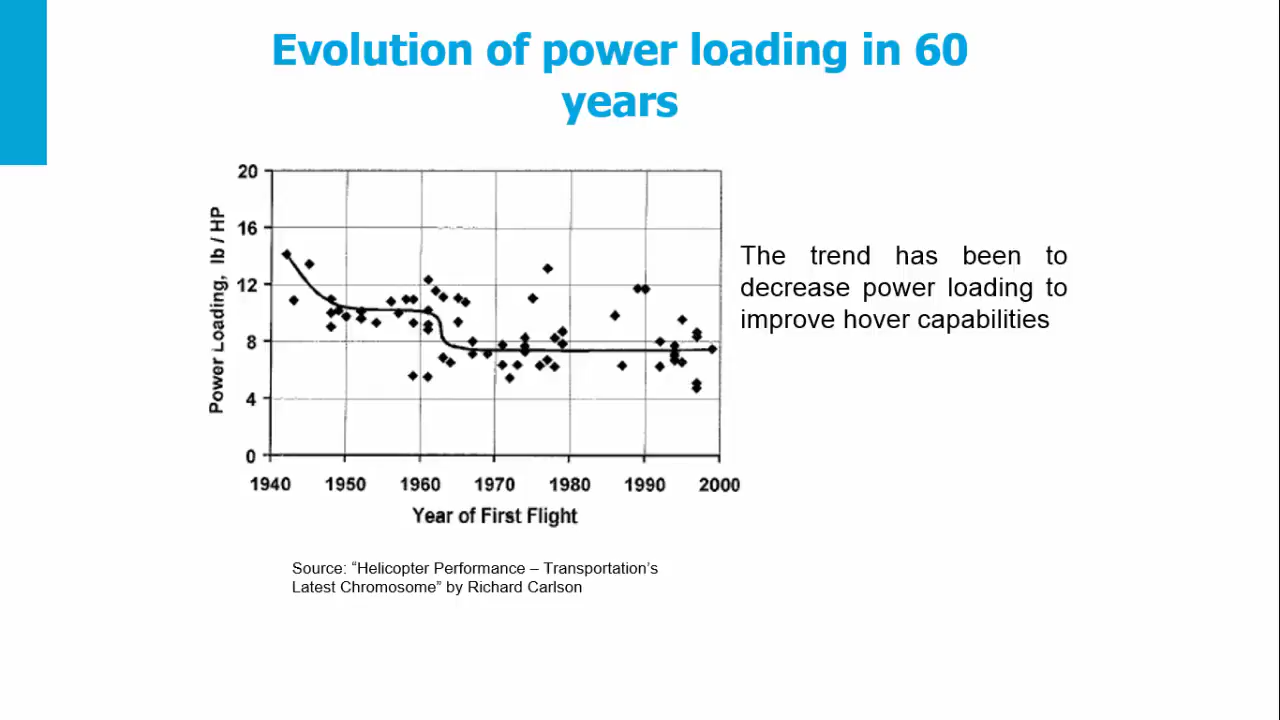 Evolution of power loading in 60
years
20
16
12
8
4
0
Power Loading, lb / HP
1940 1950 1960 1970 1980 1990 2000
Year of First Flight
The trend has been to
decrease power loading to
improve hover capabilities
Source: “Helicopter Performance – Transportation’s
Latest Chromosome” by Richard Carlson